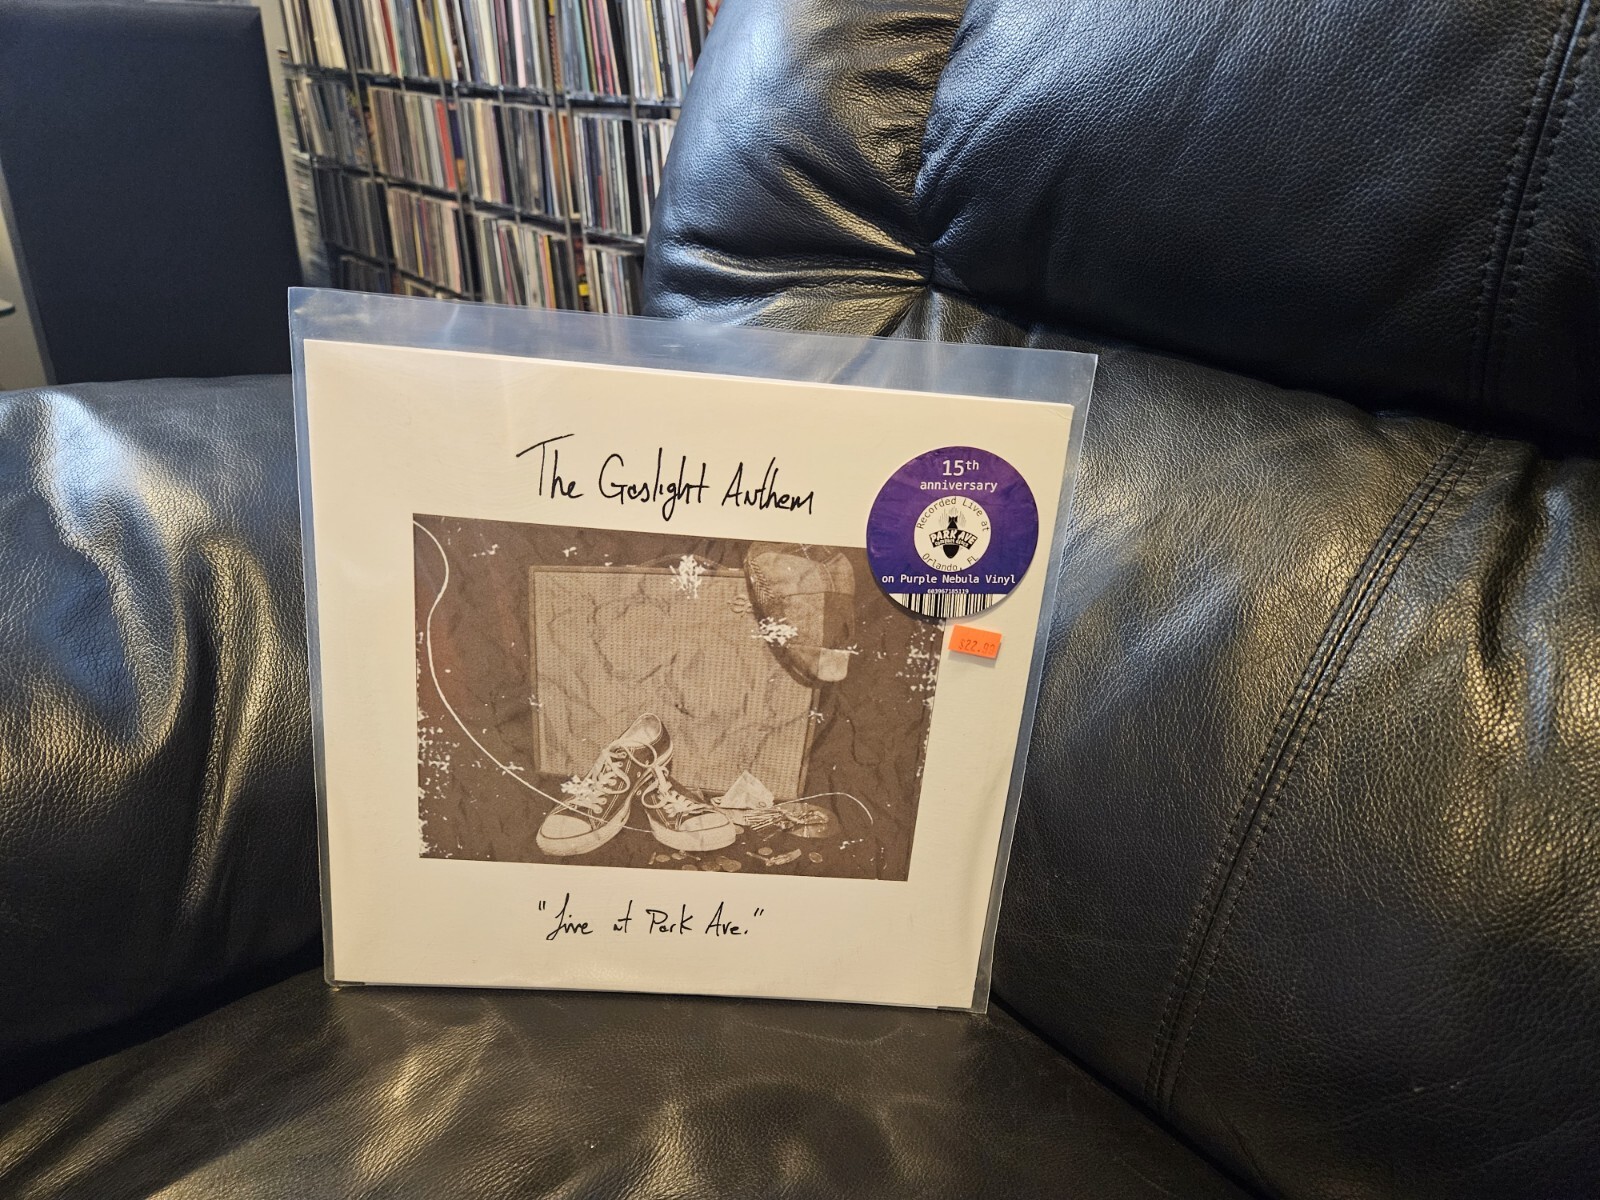 The Gaslight Anthem
15th
anniversary
Recorded Live at
PARK AVE
Orlando, FL
on Purple Nebula Vinyl
603967185119
"Live at Park Ave."